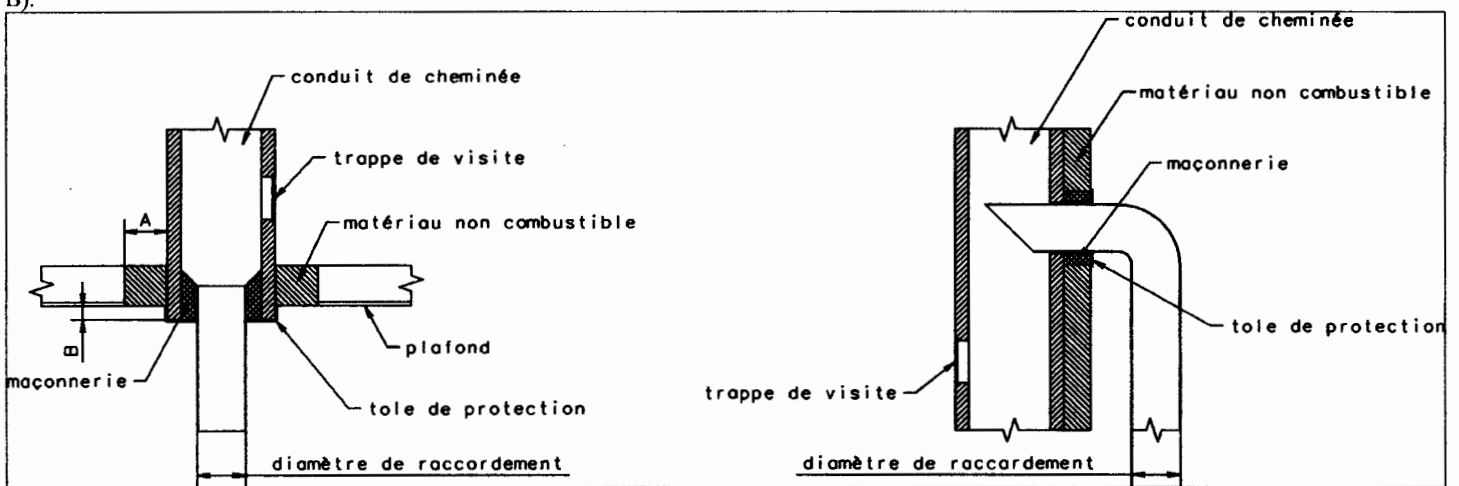 B).
conduit de cheminée
trappe de visite
A
matériau non combustible
B
plafond
maçonnerie
tole de protection
diamètre de raccordement
conduit de cheminée
matériau non combustible
maçonnerie
tole de protection
trappe de visite
diamètre de raccardement